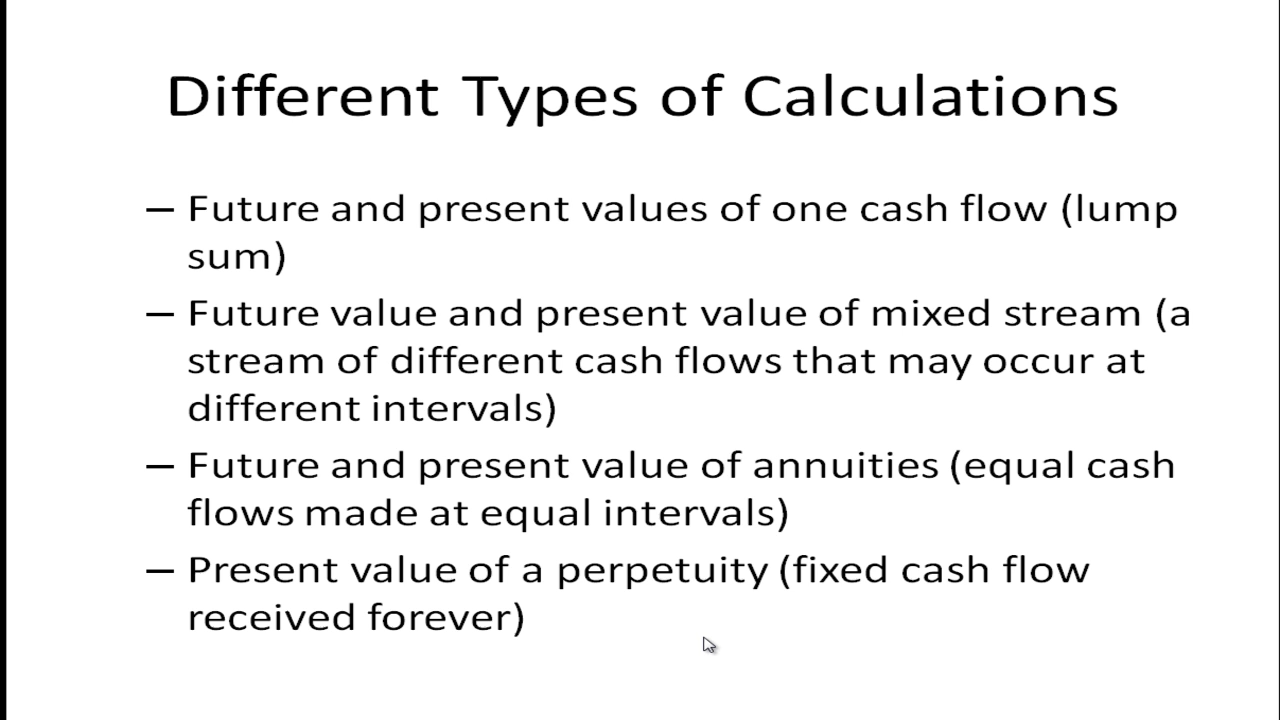 Different Types of Calculations
– Future and present values of one cash flow (lump
sum)
– Future value and present value of mixed stream (a
stream of different cash flows that may occur at
different intervals)
– Future and present value of annuities (equal cash
flows made at equal intervals)
– Present value of a perpetuity (fixed cash flow
received forever)